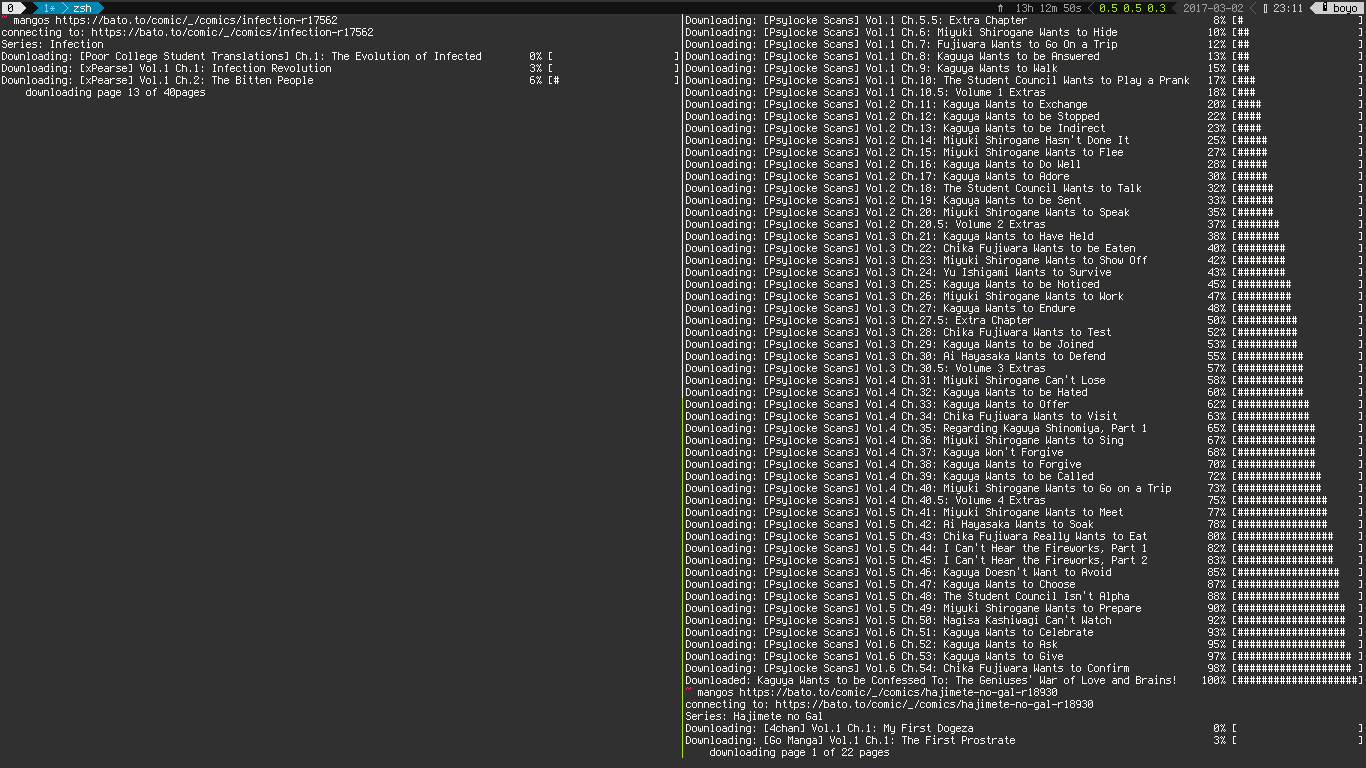 0 1* zsh ⇑ 13h 12m 50s 0.5 0.5 0.3 2017-03-02 23:11 boyo
~ mangos https://bato.to/comic/_/comics/infection-r17562
connecting to: https://bato.to/comic/_/comics/infection-r17562
Series: Infection
Downloading: [Poor College Student Translations] Ch.1: The Evolution of Infected 0% [ ]
Downloading: [xPearse] Vol.1 Ch.1: Infection Revolution 3% [ ]
Downloading: [xPearse] Vol.1 Ch.2: The Bitten People 6% [# ]
downloading page 13 of 40pages
Downloading: [Psylocke Scans] Vol.1 Ch.5.5: Extra Chapter 8% [# ]
Downloading: [Psylocke Scans] Vol.1 Ch.6: Miyuki Shirogane Wants to Hide 10% [## ]
Downloading: [Psylocke Scans] Vol.1 Ch.7: Fujiwara Wants to Go On a Trip 12% [## ]
Downloading: [Psylocke Scans] Vol.1 Ch.8: Kaguya Wants to be Answered 13% [## ]
Downloading: [Psylocke Scans] Vol.1 Ch.9: Kaguya Wants to Walk 15% [## ]
Downloading: [Psylocke Scans] Vol.1 Ch.10: The Student Council Wants to Play a Prank 17% [### ]
Downloading: [Psylocke Scans] Vol.1 Ch.10.5: Volume 1 Extras 18% [### ]
Downloading: [Psylocke Scans] Vol.2 Ch.11: Kaguya Wants to Exchange 20% [#### ]
Downloading: [Psylocke Scans] Vol.2 Ch.12: Kaguya Wants to be Stopped 22% [#### ]
Downloading: [Psylocke Scans] Vol.2 Ch.13: Kaguya Wants to be Indirect 23% [#### ]
Downloading: [Psylocke Scans] Vol.2 Ch.14: Miyuki Shirogane Hasn't Done It 25% [##### ]
Downloading: [Psylocke Scans] Vol.2 Ch.15: Miyuki Shirogane Wants to Flee 27% [##### ]
Downloading: [Psylocke Scans] Vol.2 Ch.16: Kaguya Wants to Do Well 28% [##### ]
Downloading: [Psylocke Scans] Vol.2 Ch.17: Kaguya Wants to Adore 30% [###### ]
Downloading: [Psylocke Scans] Vol.2 Ch.18: The Student Council Wants to Talk 32% [###### ]
Downloading: [Psylocke Scans] Vol.2 Ch.19: Kaguya Wants to be Sent 33% [###### ]
Downloading: [Psylocke Scans] Vol.2 Ch.20: Miyuki Shirogane Wants to Speak 35% [###### ]
Downloading: [Psylocke Scans] Vol.2 Ch.20.5: Volume 2 Extras 37% [####### ]
Downloading: [Psylocke Scans] Vol.3 Ch.21: Kaguya Wants to Have Held 38% [######## ]
Downloading: [Psylocke Scans] Vol.3 Ch.22: Chika Fujiwara Wants to be Eaten 40% [######## ]
Downloading: [Psylocke Scans] Vol.3 Ch.23: Miyuki Shirogane Wants to Show Off 42% [######## ]
Downloading: [Psylocke Scans] Vol.3 Ch.24: Yu Ishigami Wants to Survive 43% [######## ]
Downloading: [Psylocke Scans] Vol.3 Ch.25: Kaguya Wants to be Noticed 45% [######### ]
Downloading: [Psylocke Scans] Vol.3 Ch.26: Miyuki Shirogane Wants to Work 47% [######### ]
Downloading: [Psylocke Scans] Vol.3 Ch.27: Kaguya Wants to Endure 48% [######### ]
Downloading: [Psylocke Scans] Vol.3 Ch.27.5: Extra Chapter 50% [########## ]
Downloading: [Psylocke Scans] Vol.3 Ch.28: Chika Fujiwara Wants to Test 52% [########## ]
Downloading: [Psylocke Scans] Vol.3 Ch.29: Kaguya Wants to be Joined 53% [########## ]
Downloading: [Psylocke Scans] Vol.3 Ch.30: Ai Hayasaka Wants to Defend 55% [########### ]
Downloading: [Psylocke Scans] Vol.3 Ch.30.5: Volume 3 Extras 57% [########### ]
Downloading: [Psylocke Scans] Vol.4 Ch.31: Miyuki Shirogane Can't Lose 58% [########### ]
Downloading: [Psylocke Scans] Vol.4 Ch.32: Kaguya Wants to be Hated 60% [########### ]
Downloading: [Psylocke Scans] Vol.4 Ch.33: Kaguya Wants to Offer 62% [############ ]
Downloading: [Psylocke Scans] Vol.4 Ch.34: Chika Fujiwara Wants to Visit 63% [############ ]
Downloading: [Psylocke Scans] Vol.4 Ch.35: Regarding Kaguya Shinomiya, Part 1 65% [############# ]
Downloading: [Psylocke Scans] Vol.4 Ch.36: Miyuki Shirogane Wants to Sing 67% [############# ]
Downloading: [Psylocke Scans] Vol.4 Ch.37: Kaguya Won't Forgive 68% [############# ]
Downloading: [Psylocke Scans] Vol.4 Ch.38: Kaguya Wants to Forgive 70% [############# ]
Downloading: [Psylocke Scans] Vol.4 Ch.39: Kaguya Wants to be Called 72% [############## ]
Downloading: [Psylocke Scans] Vol.4 Ch.40: Miyuki Shirogane Wants to Go on a Trip 73% [############## ]
Downloading: [Psylocke Scans] Vol.4 Ch.40.5: Volume 4 Extras 75% [############### ]
Downloading: [Psylocke Scans] Vol.5 Ch.41: Miyuki Shirogane Wants to Meet 77% [############### ]
Downloading: [Psylocke Scans] Vol.5 Ch.42: Ai Hayasaka Wants to Soak 78% [############### ]
Downloading: [Psylocke Scans] Vol.5 Ch.43: Chika Fujiwara Really Wants to Eat 80% [################ ]
Downloading: [Psylocke Scans] Vol.5 Ch.44: I Can't Hear the Fireworks, Part 1 82% [################ ]
Downloading: [Psylocke Scans] Vol.5 Ch.45: I Can't Hear the Fireworks, Part 2 83% [################ ]
Downloading: [Psylocke Scans] Vol.5 Ch.46: Kaguya Doesn't Want to Avoid 85% [################# ]
Downloading: [Psylocke Scans] Vol.5 Ch.47: Kaguya Wants to Choose 87% [################# ]
Downloading: [Psylocke Scans] Vol.5 Ch.48: The Student Council Isn't Alpha 88% [################# ]
Downloading: [Psylocke Scans] Vol.5 Ch.49: Miyuki Shirogane Wants to Prepare 90% [################## ]
Downloading: [Psylocke Scans] Vol.5 Ch.50: Nagisa Kashiwagi Can't Watch 92% [################## ]
Downloading: [Psylocke Scans] Vol.6 Ch.51: Kaguya Wants to Celebrate 93% [################## ]
Downloading: [Psylocke Scans] Vol.6 Ch.52: Kaguya Wants to Ask 95% [################## ]
Downloading: [Psylocke Scans] Vol.6 Ch.53: Kaguya Wants to Give 97% [################### ]
Downloading: [Psylocke Scans] Vol.6 Ch.54: Chika Fujiwara Wants to Confirm 98% [################### ]
Downloaded: Kaguya Wants to be Confessed To: The Geniuses' War of Love and Brains! 100% [####################]
~ mangos https://bato.to/comic/_/comics/hajimete-no-gal-r18930
connecting to: https://bato.to/comic/_/comics/hajimete-no-gal-r18930
Series: Hajimete no Gal
Downloading: [4chan] Vol.1 Ch.1: My First Dogeza 0% [ ]
Downloading: [Go Manga] Vol.1 Ch.1: The First Prostrate 3% [ ]
downloading page 1 of 22 pages